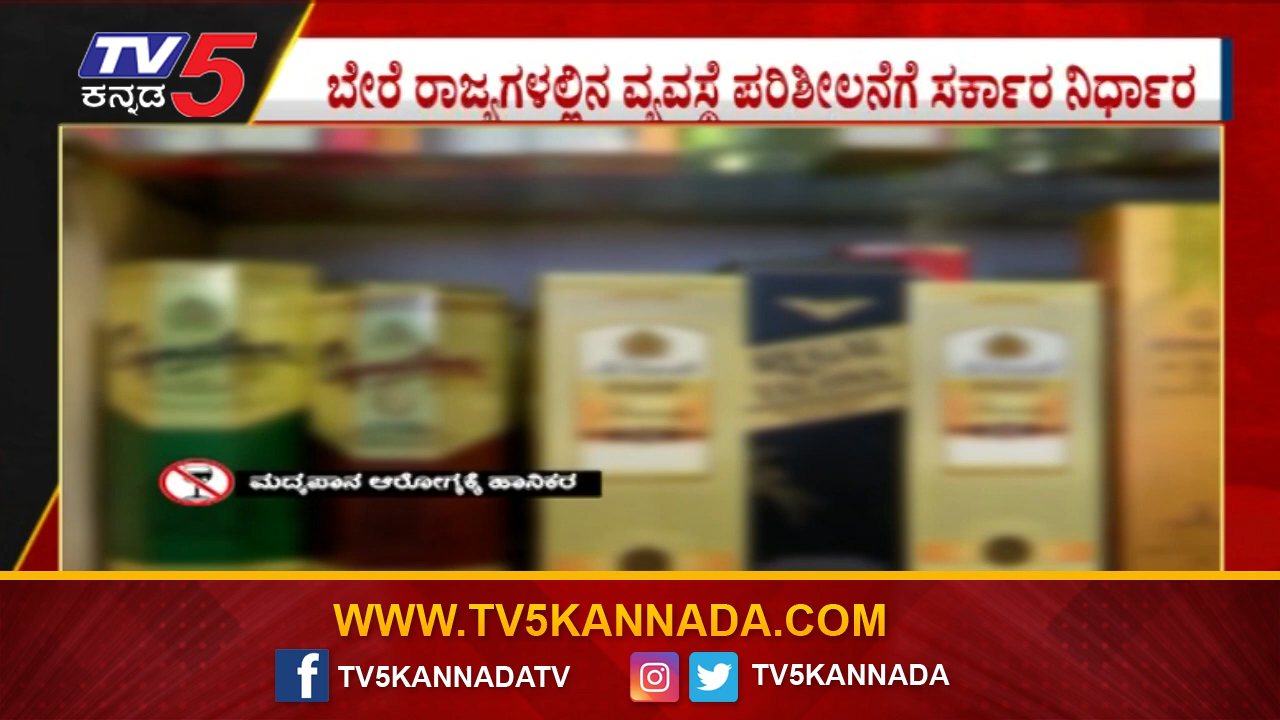 TV5
ಕನ್ನಡ
ಬೇರೆ ರಾಜ್ಯಗಳಲ್ಲಿನ ವ್ಯವಸ್ಥೆ ಪರಿಶೀಲನೆಗೆ ಸರ್ಕಾರ ನಿರ್ಧಾರ
ಮದ್ಯಪಾನ ಆರೋಗ್ಯಕ್ಕೆ ಹಾನಿಕರ
WWW.TV5KANNADA.COM
f TV5KANNADATV
TV5KANNADA